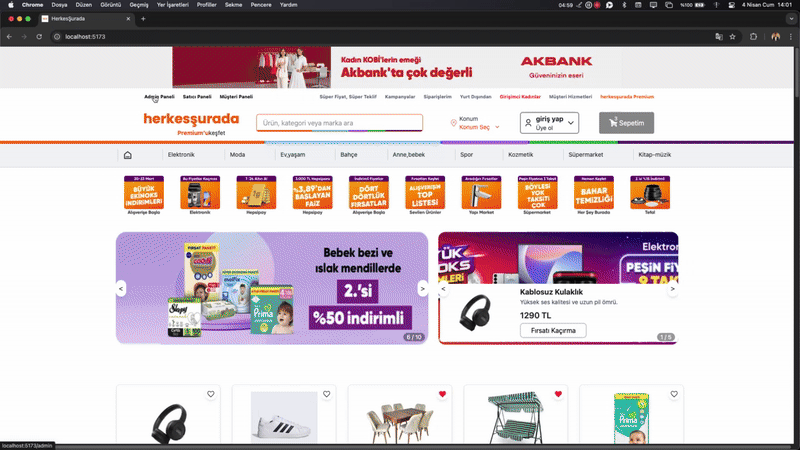 Chrome Dosya Düzen Görüntü Geçmiş Yer İşaretleri Profiller Sekme Pencere Yardım 04:59 %100 4 Nisan Cum 14:01
HerkesŞurada
localhost:5173
Kadın KOBİ'lerin emeği
Akbank'ta çok değerli
AKBANK
Güveninizin eseri
Admin Paneli Satıcı Paneli Müşteri Paneli Süper Fiyat, Süper Teklif Kampanyalar Siparişlerim Yurt Dışından Girişimci Kadınlar Müşteri Hizmetleri herkesşurada Premium
herkesşurada
Premium'u keşfet
Ürün, kategori veya marka ara
Konum
Konum Seç
giriş yap
Üye ol
Sepetim
Elektronik Moda Ev,yaşam Bahçe Anne,bebek Spor Kozmetik Süpermarket Kitap-müzik
BÜYÜK EKİNOKS İNDİRİMLERİ
Alışverişe Başla
Elektronik
Hepsipay
%3,89'DAN BAŞLAYAN FAİZ
Hepsipay
DÖRT DÖRTLÜK FIRSATLAR
Alışverişe Başla
ALIŞVERİŞİN TOP LİSTESİ
Sevilen Ürünler
Yapı Market
BÖYLESİ YOK TAKSİTİ ÇOK
Süpermarket
BAHAR TEMİZLİĞİ
Her Şey Burada
Tefal
Bebek bezi ve
ıslak mendillerde
2.'si
%50 indirimli
6 / 10
Sleepy
Prima
Elektron
PEŞİN FİY
Kablosuz Kulaklık
Yüksek ses kalitesi ve uzun pil ömrü.
1290 TL
Fırsatı Kaçırma
1 / 5
Prima
localhost:5173/admin